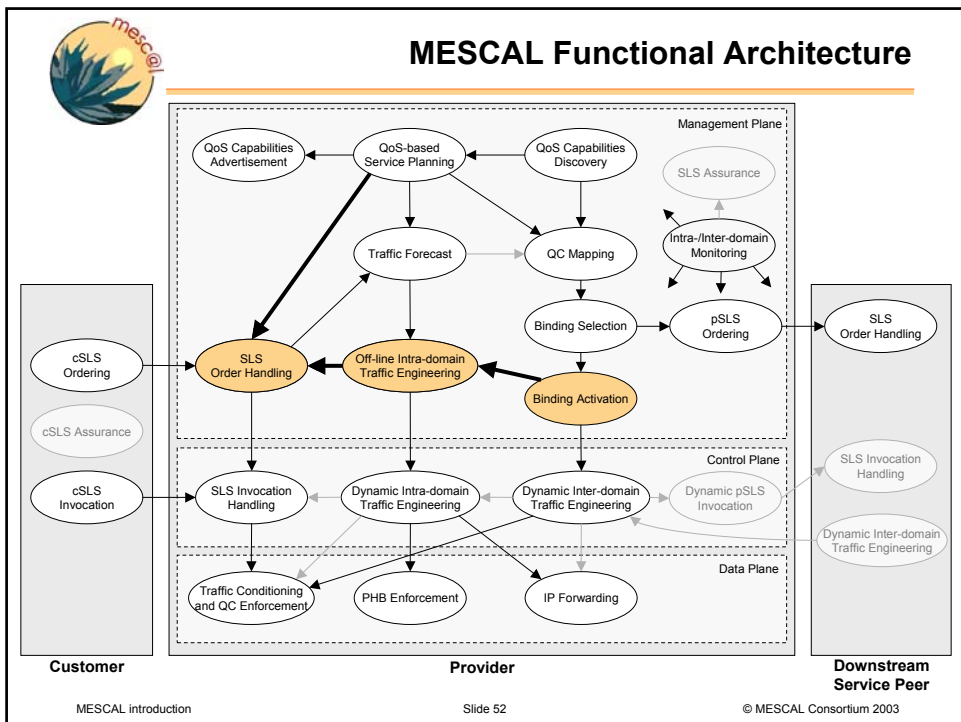 mesc@l
MESCAL Functional Architecture
Management Plane
QoS Capabilities
Advertisement
QoS-based
Service Planning
QoS Capabilities
Discovery
SLS Assurance
Traffic Forecast
QC Mapping
Intra-/Inter-domain
Monitoring
Binding Selection
pSLS
Ordering
SLS
Order Handling
cSLS
Ordering
SLS
Order Handling
Off-line Intra-domain
Traffic Engineering
Binding Activation
cSLS Assurance
Control Plane
cSLS
Invocation
SLS Invocation
Handling
Dynamic Intra-domain
Traffic Engineering
Dynamic Inter-domain
Traffic Engineering
Dynamic pSLS
Invocation
SLS Invocation
Handling
Dynamic Inter-domain
Traffic Engineering
Data Plane
Traffic Conditioning
and QC Enforcement
PHB Enforcement
IP Forwarding
Customer
Provider
Downstream
Service Peer
MESCAL introduction
Slide 52
© MESCAL Consortium 2003